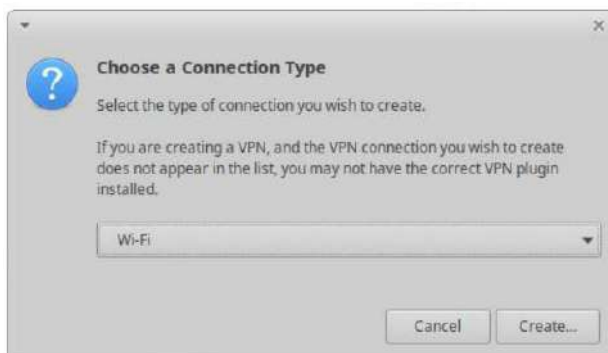 Choose a Connection Type
Select the type of connection you wish to create.
If you are creating a VPN, and the VPN connection you wish to create
does not appear in the list, you may not have the correct VPN plugin
installed.
Wi-Fi
Cancel
Create...